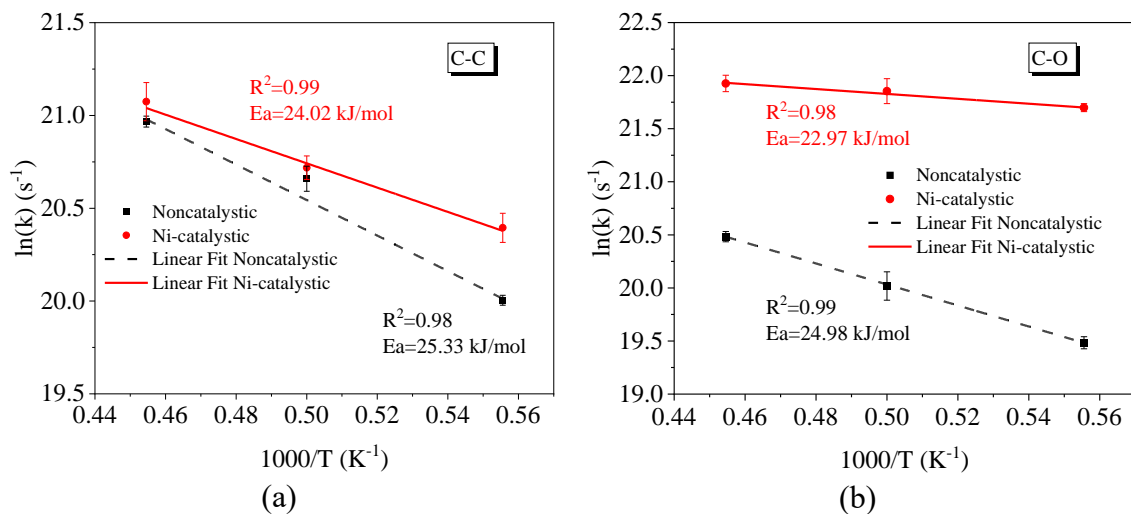 C-C
R²=0.99
Ea=24.02 kJ/mol
Noncatalystic
Ni-catalystic
Linear Fit Noncatalystic
Linear Fit Ni-catalystic
R²=0.98
Ea=25.33 kJ/mol
21.5
21.0
20.5
20.0
19.5
ln(k) (s⁻¹)
0.44 0.46 0.48 0.50 0.52 0.54 0.56
1000/T (K⁻¹)
(a)
C-O
R²=0.98
Ea=22.97 kJ/mol
Noncatalystic
Ni-catalystic
Linear Fit Noncatalystic
Linear Fit Ni-catalystic
R²=0.99
Ea=24.98 kJ/mol
22.5
22.0
21.5
21.0
20.5
20.0
19.5
19.0
ln(k) (s⁻¹)
0.44 0.46 0.48 0.50 0.52 0.54 0.56
1000/T (K⁻¹)
(b)